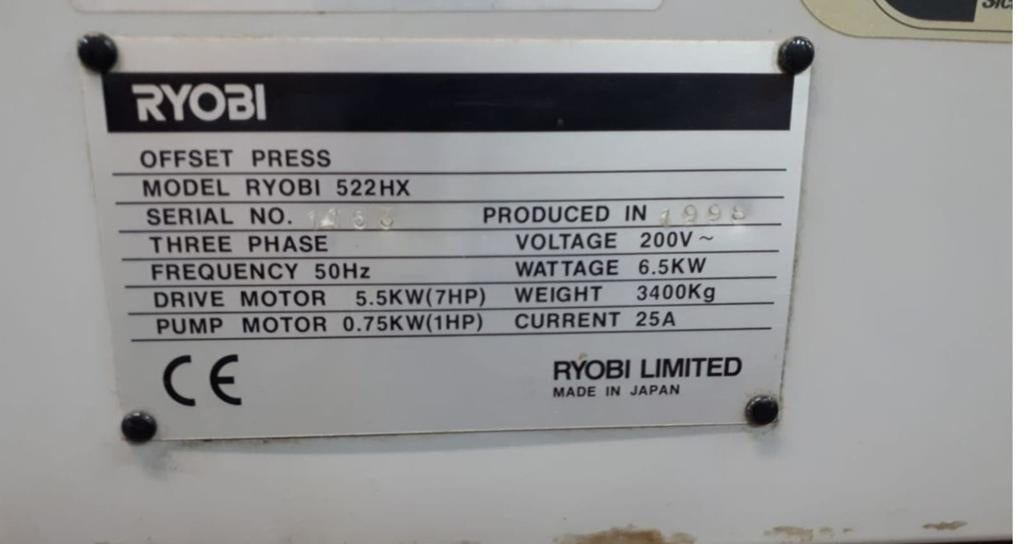 RYOBI
OFFSET PRESS
MODEL RYOBI 522HX
SERIAL NO. PRODUCED IN
THREE PHASE VOLTAGE 200V~
FREQUENCY 50Hz WATTAGE 6.5KW
DRIVE MOTOR 5.5KW(7HP) WEIGHT 3400Kg
PUMP MOTOR 0.75KW(1HP) CURRENT 25A
CE
RYOBI LIMITED
MADE IN JAPAN